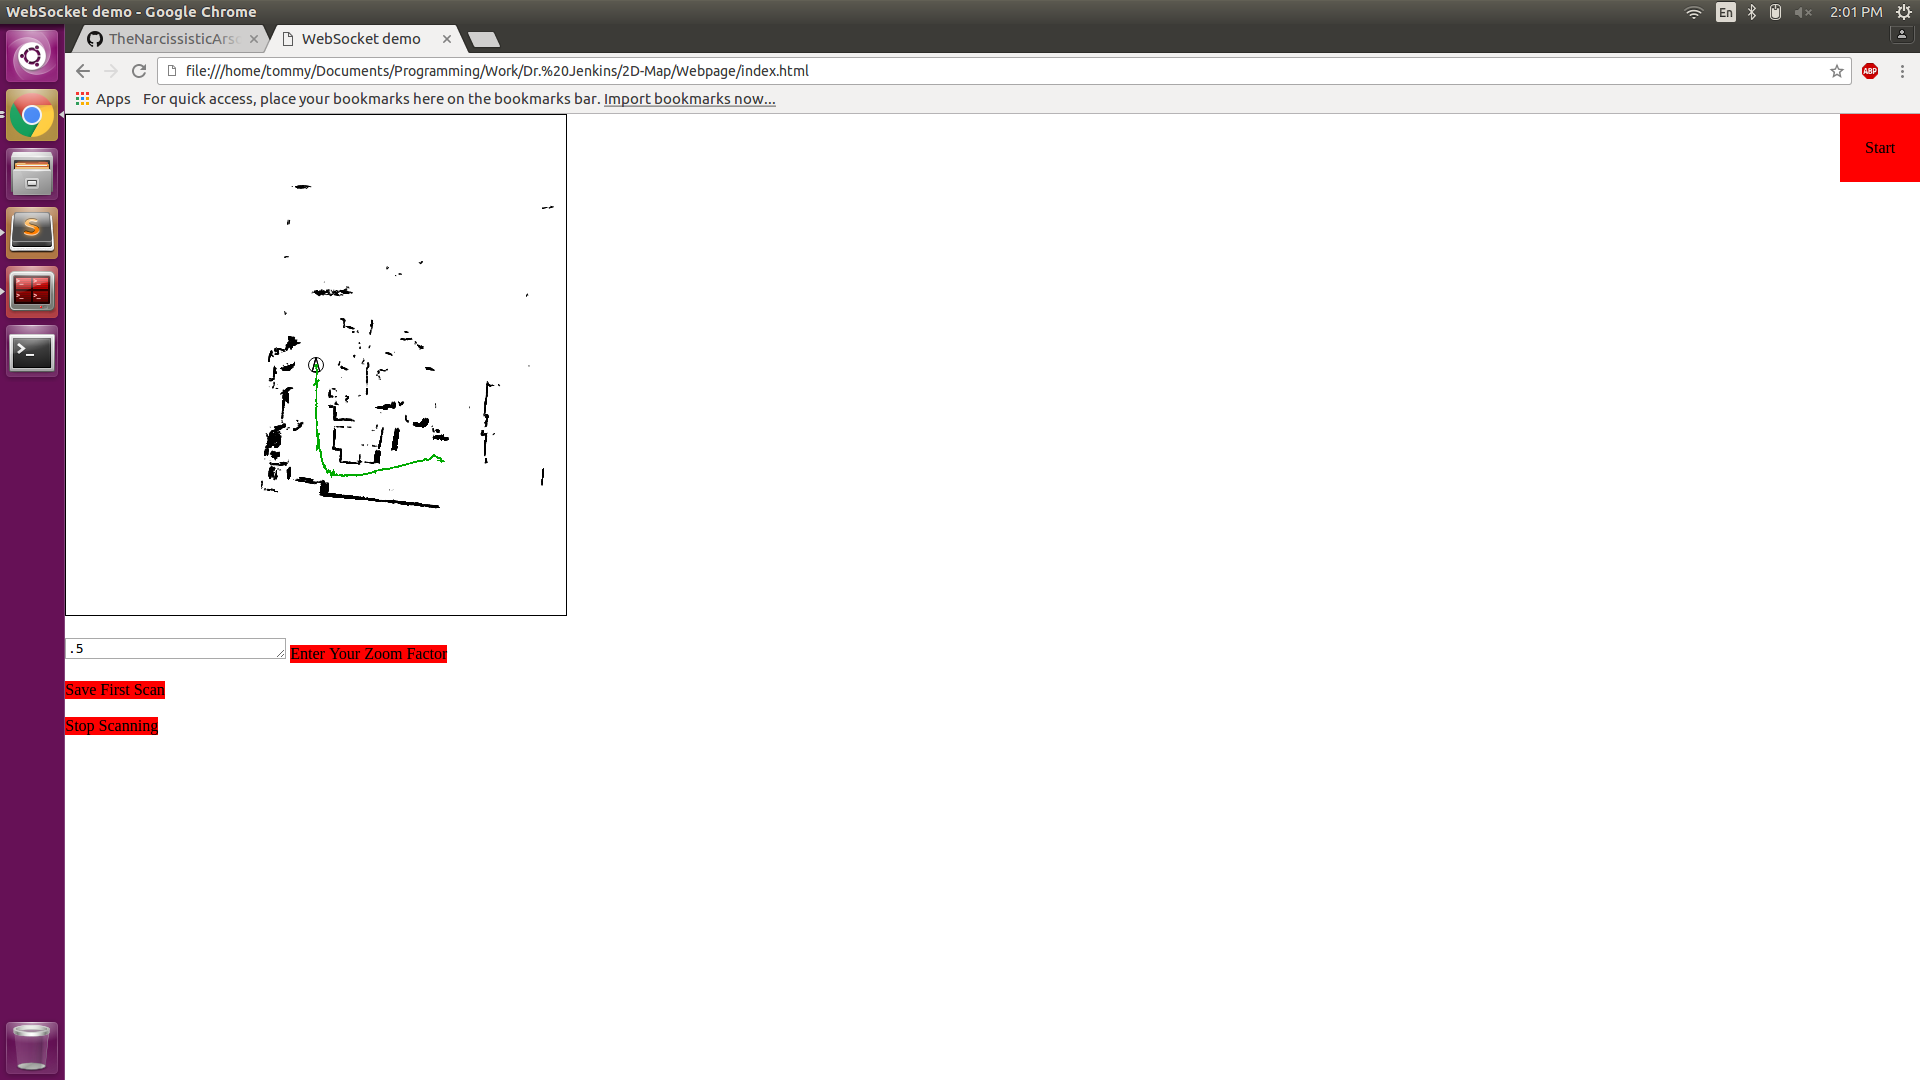 WebSocket demo - Google Chrome
En
2:01 PM
TheNarcissisticArs
WebSocket demo
file:///home/tommy/Documents/Programming/Work/Dr.%20Jenkins/2D-Map/Webpage/index.html
ABP
Apps
For quick access, place your bookmarks here on the bookmarks bar. Import bookmarks now...
Start
.5
Enter Your Zoom Factor
Save First Scan
Stop Scanning